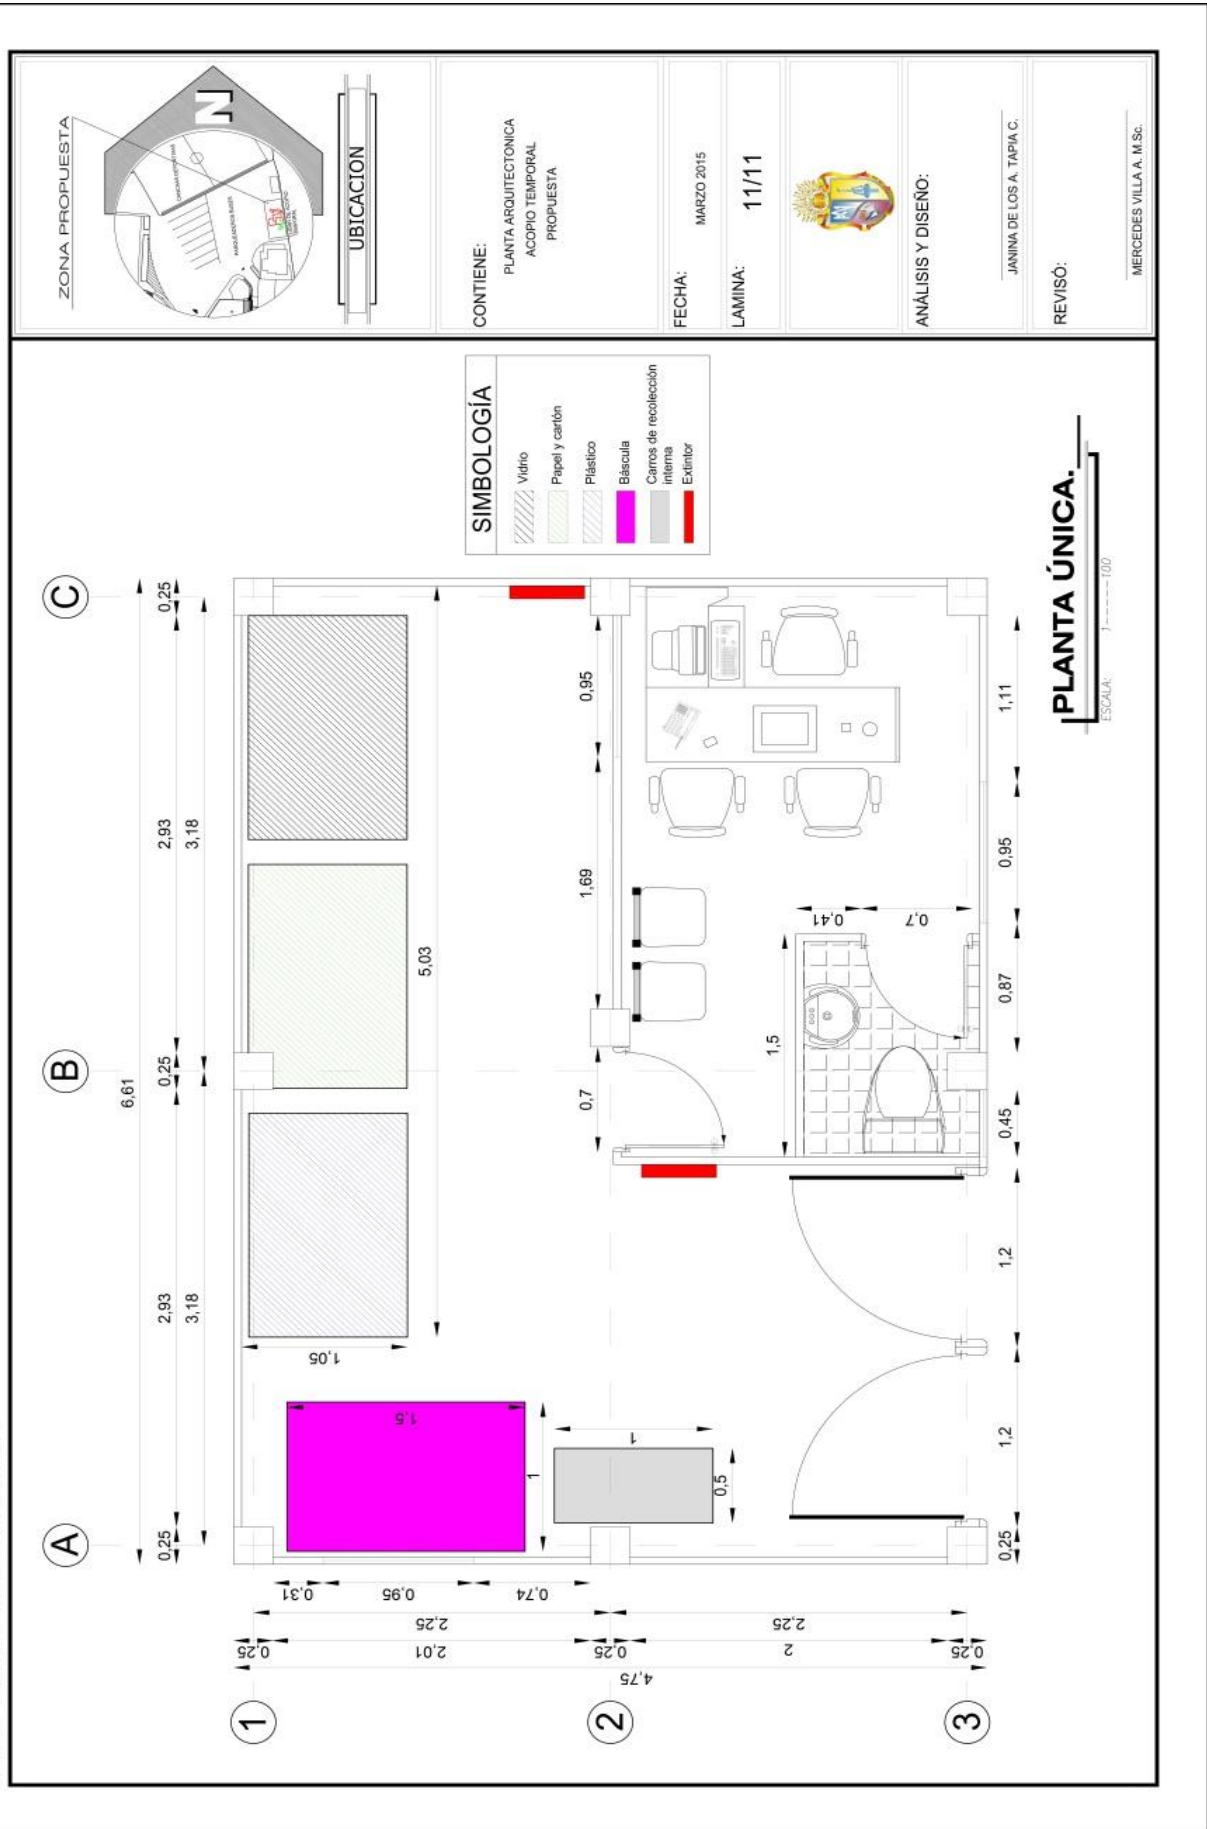 ZONA PROPUESTA
N
CANCHAS DEPORTIVAS
PARQUEADEROS BUSES
UBICACION
CONTIENE:
PLANTA ARQUITECTONICA
ACOPIO TEMPORAL
PROPUESTA
FECHA:
MARZO 2015
LAMINA:
11/11
ANÁLISIS Y DISEÑO:
JANINA DE LOS A. TAPIA C.
REVISÓ:
MERCEDES VILLA A. M.Sc.
SIMBOLOGÍA
Vidrio
Papel y cartón
Plástico
Báscula
Carros de recolección
interna
Extintor
A
B
C
6,61
0,25
2,93
0,25
2,93
0,25
3,18
3,18
1
2
3
4,75
0,25
2,01
0,25
2
0,25
2,25
2,25
0,31
0,95
0,74
1,05
5,03
1,5
1
1
0,5
0,7
1,69
0,95
1,5
0,41
0,7
0,25
1,2
1,2
0,45
0,87
0,95
1,11
PLANTA ÚNICA.
ESCALA: 1-----100